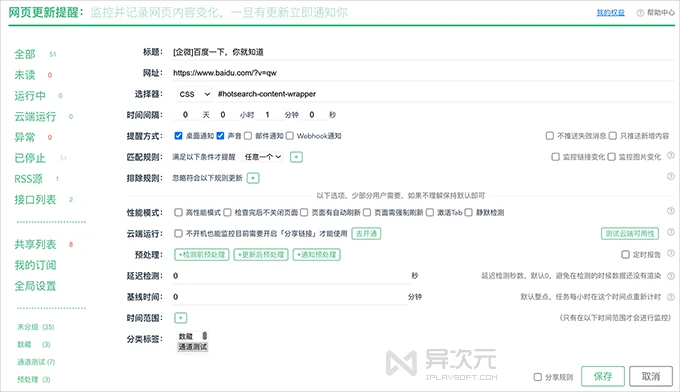 网页更新提醒： 监控并记录网页内容变化，一旦有更新立即通知你
我的权益 ? 帮助中心
全部 51
未读 0
运行中 0
云端运行 0
异常 0
已停止 51
RSS源 1
接口列表 2
共享列表 8
我的订阅
全局设置
未分组 (35)
数藏 (3)
通道测试 (7)
预处理 (3)
标题： [企微]百度一下，你就知道
网址： https://www.baidu.com/?v=qw
选择器： CSS #hotsearch-content-wrapper
时间间隔： 0 天 0 小时 1 分钟 0 秒
提醒方式： 桌面通知 声音 邮件通知 Webhook通知 不推送失败消息 只推送新增内容 ?
匹配规则： 满足以下条件才提醒 任意一个 + 监控链接变化 监控图片变化 ?
排除规则： 忽略符合以下规则更新 + ?
以下选项，少部分用户需要，如果不理解保持默认即可
性能模式： 高性能模式 检查完后不关闭页面 页面有自动刷新 页面需强制刷新 激活Tab 静默检测 ?
云端运行： 不开机也能监控目前需要开启「分享链接」才能使用 去开通 测试云端可用性 ?
预处理： +检测前预处理 +更新后预处理 +通知预处理 定时报告 ?
延迟检测： 0 秒 延迟检测秒数，默认0，避免在检测的时候数据还没有渲染 ?
基线时间： 0 分钟 默认整点，任务每小时在这个时间点重新计时 ?
时间范围： + (只有在以下时间范围才会进行监控) ?
分类标签： 数藏
通道测试
异次元
IPLAYSOFT.COM
分享规则 保存 取消